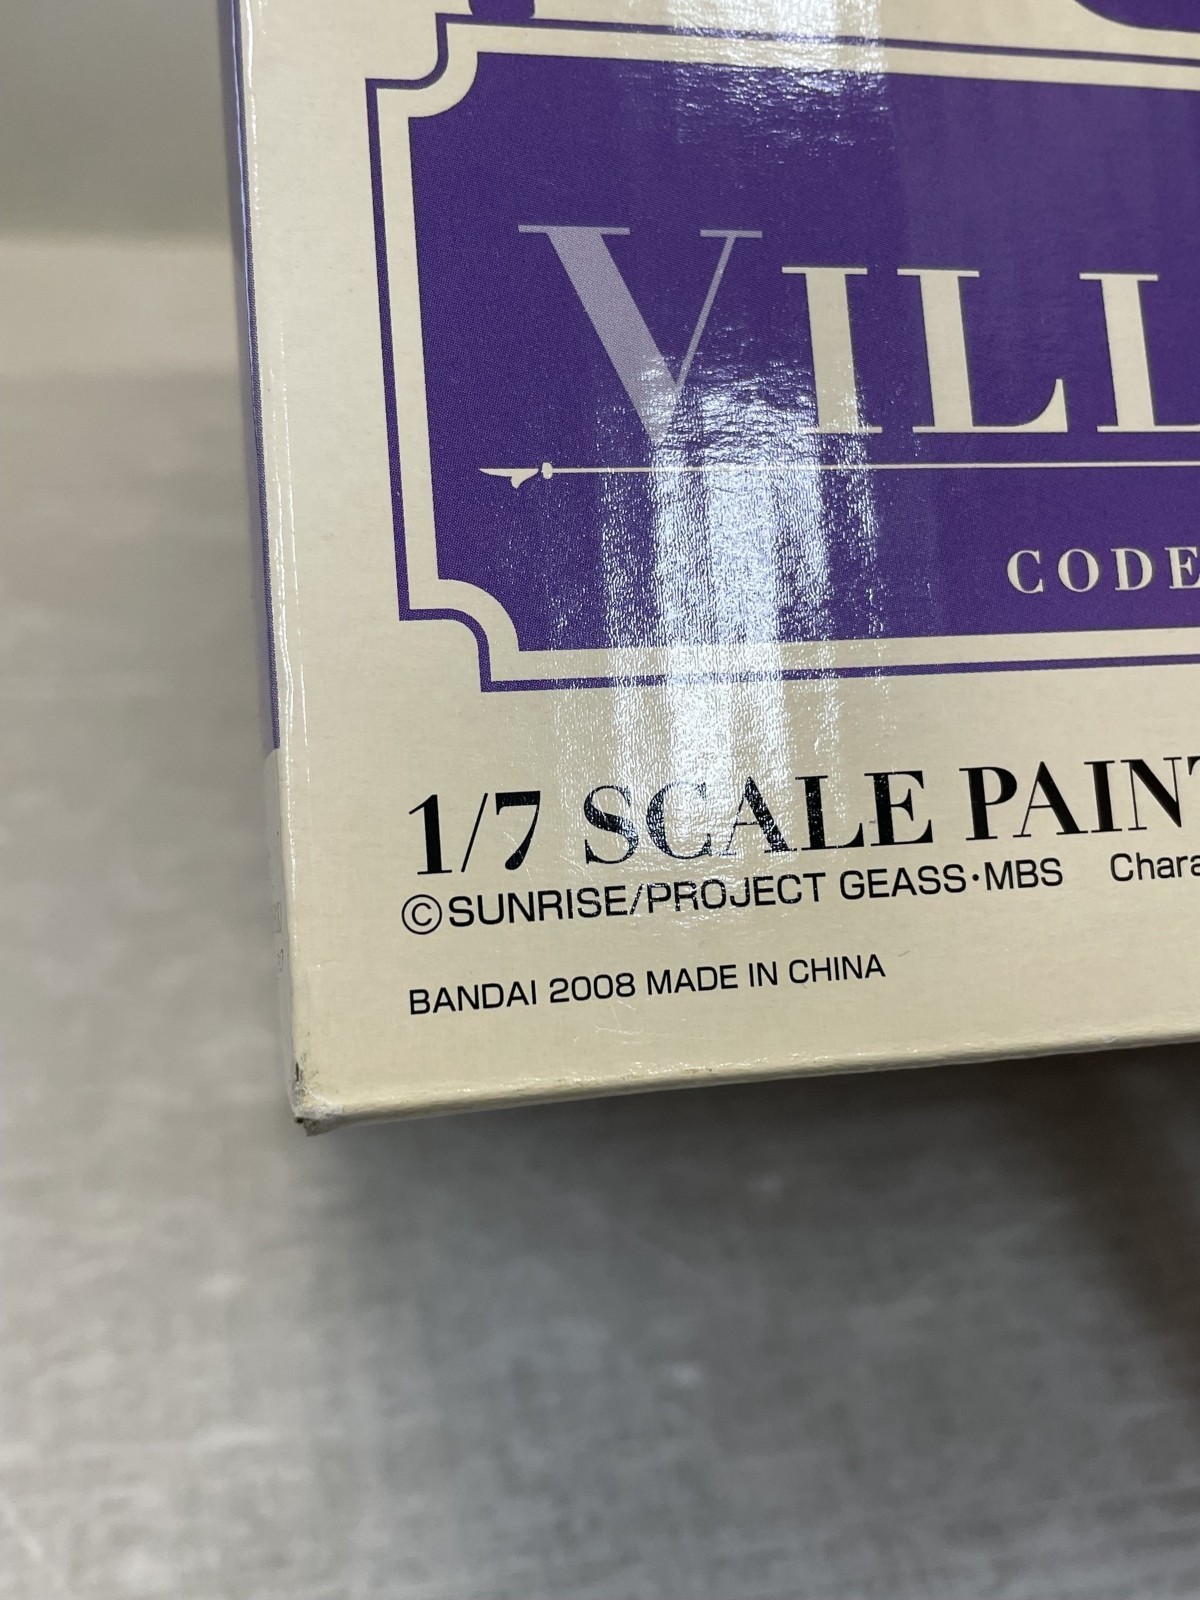 VILL
CODE
1/7 SCALE PAINT
©SUNRISE/PROJECT GEASS・MBS Chara
BANDAI 2008 MADE IN CHINA